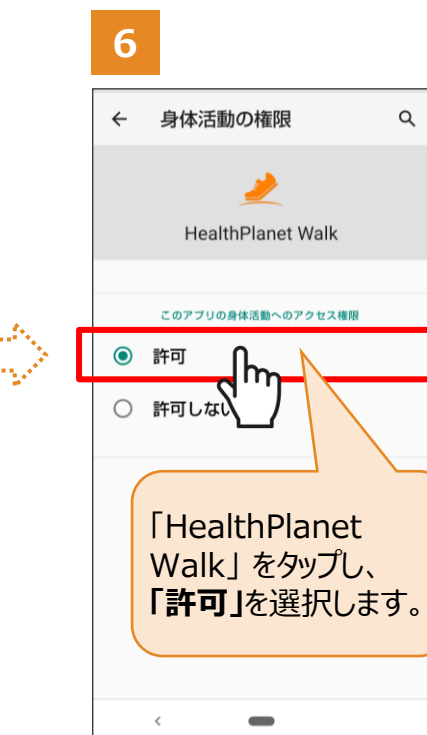 6
身体活動の権限
HealthPlanet Walk
このアプリの身体活動へのアクセス権限
許可
許可しない
「HealthPlanet
Walk」をタップし、
「許可」を選択します。